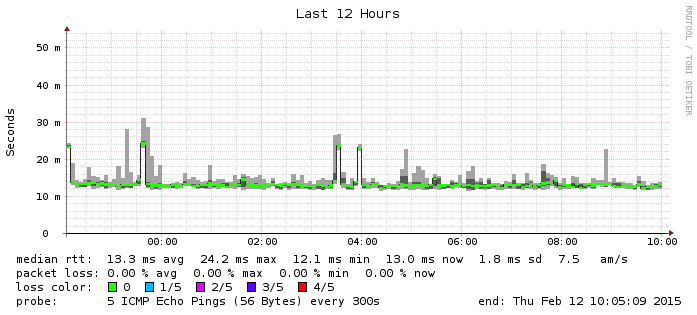 Last 12 Hours
RRDTOOL / TOBI OETIKER
Seconds
50 m
40 m
30 m
20 m
10 m
0
00:00 02:00 04:00 06:00 08:00 10:00
median rtt: 13.3 ms avg 24.2 ms max 12.1 ms min 13.0 ms now 1.8 ms sd 7.5 am/s
packet loss: 0.00 % avg 0.00 % max 0.00 % min 0.00 % now
loss color: 0 1/5 2/5 3/5 4/5
probe: 5 ICMP Echo Pings (56 Bytes) every 300s end: Thu Feb 12 10:05:09 2015